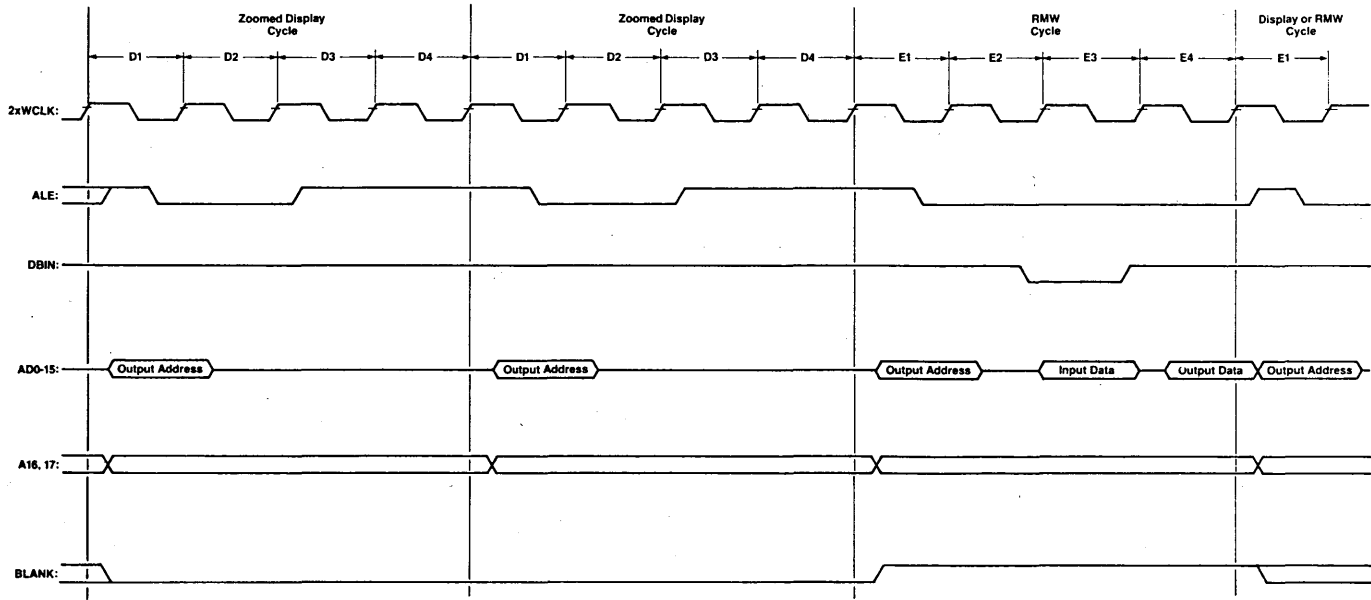 Zoomed Display
Cycle
Zoomed Display
Cycle
RMW
Cycle
Display or RMW
Cycle
D1 D2 D3 D4 D1 D2 D3 D4 E1 E2 E3 E4 E1
2xWCLK:
ALE:
DBIN:
AD0-15: Output Address Output Address Output Address Input Data Output Data Output Address
A16, 17:
BLANK: